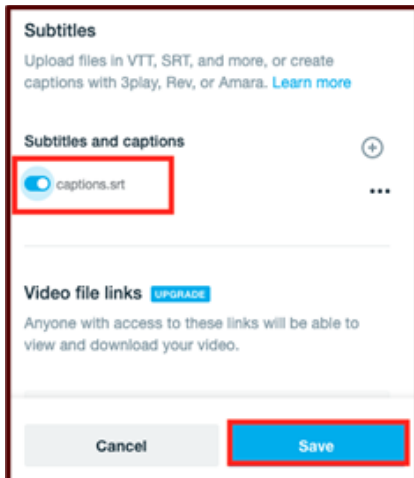 Subtitles
Upload files in VTT, SRT, and more, or create
captions with 3play, Rev, or Amara. Learn more
Subtitles and captions
captions.srt
Video file links UPGRADE
Anyone with access to these links will be able to
view and download your video.
Cancel Save